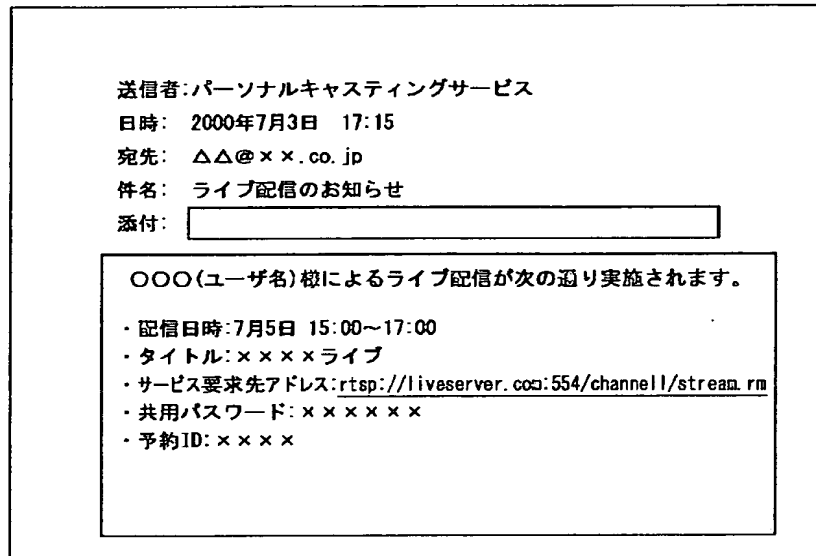 送信者:パーソナルキャスティングサービス
日時: 2000年7月3日 17:15
宛先: △△@××.co.jp
件名: ライブ配信のお知らせ
添付:
○○○(ユーザ名)様によるライブ配信が次の通り実施されます。
・配信日時:7月5日 15:00～17:00
・タイトル:××××ライブ
・サービス要求先アドレス:rtsp://liveserver.com:554/channel1/stream.rm
・共用パスワード:××××××
・予約ID:××××